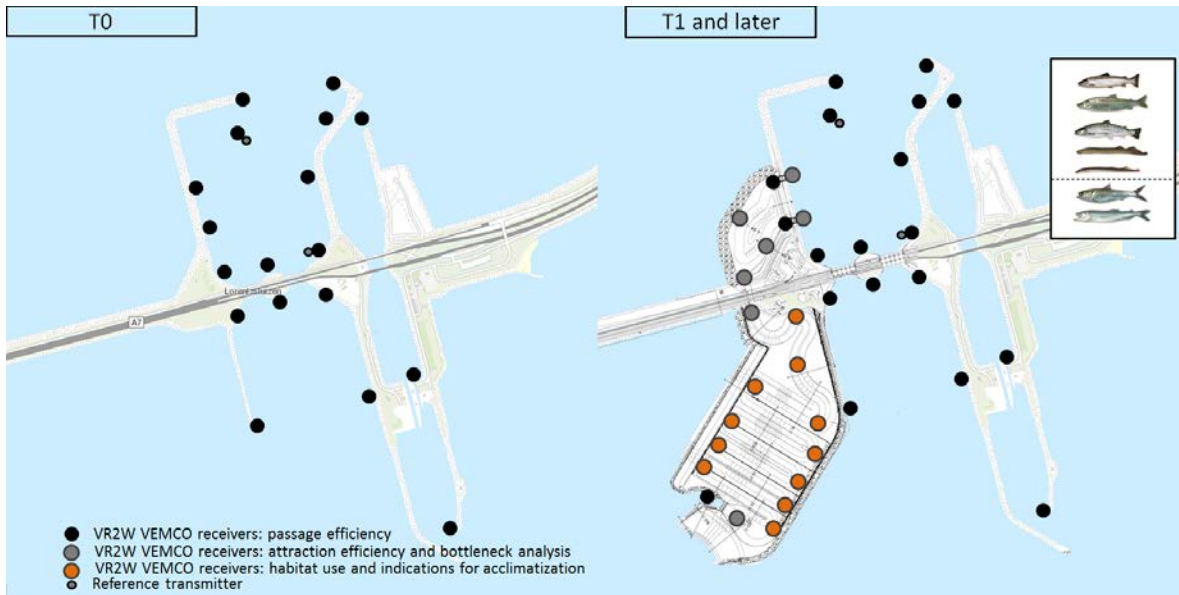 T0
T1 and later
Lorentzsluizen
A7
VR2W VEMCO receivers: passage efficiency
VR2W VEMCO receivers: attraction efficiency and bottleneck analysis
VR2W VEMCO receivers: habitat use and indications for acclimatization
Reference transmitter